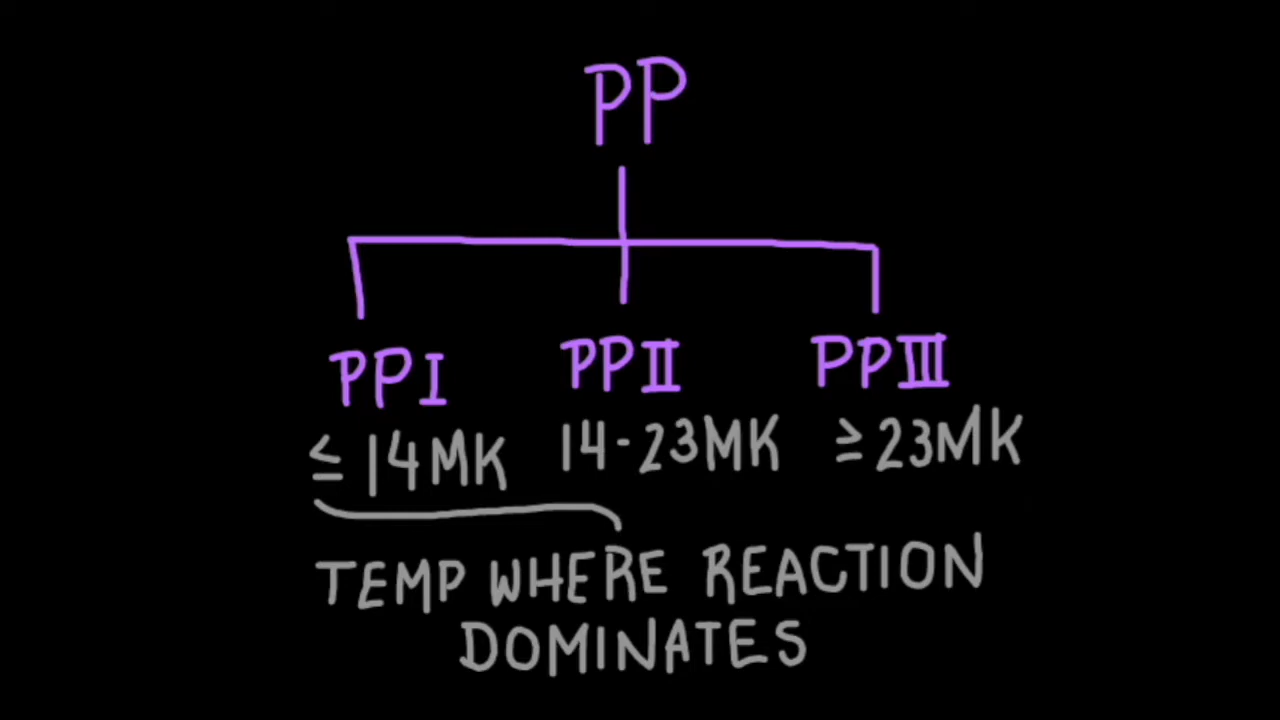 PP
PPI PPII PPIII
≤14MK 14-23MK ≥23MK
TEMP WHERE REACTION
DOMINATES